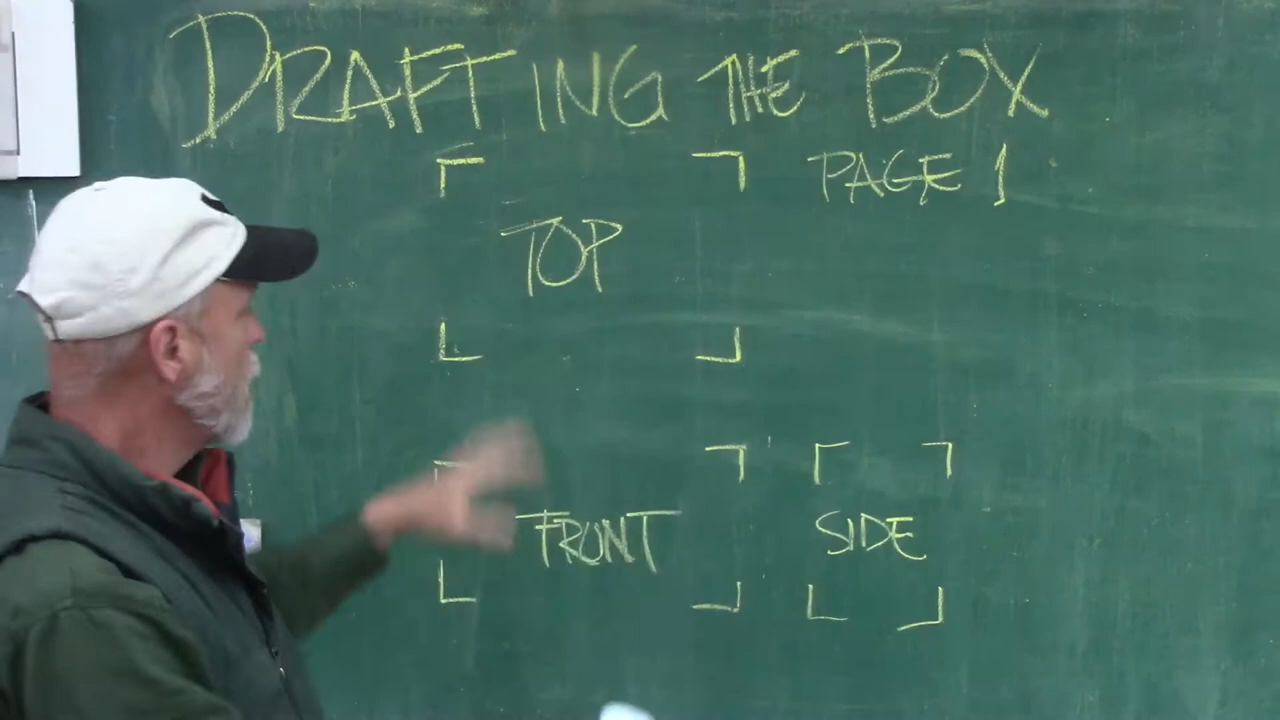 DRAFTING THE BOX
PAGE 1
TOP
FRONT
SIDE